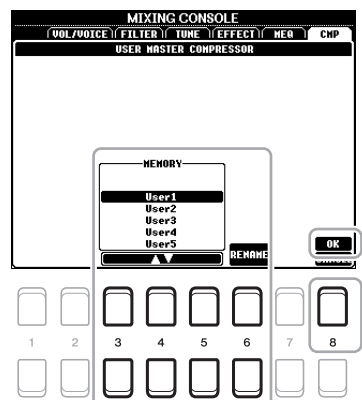 MIXING CONSOLE
VOL/VOICE FILTER TUNE EFFECT MEQ CMP
USER MASTER COMPRESSOR
MEMORY
User1
User2
User3
User4
User5
RENAME
OK
▲▼
1 2 3 4 5 6 7 8